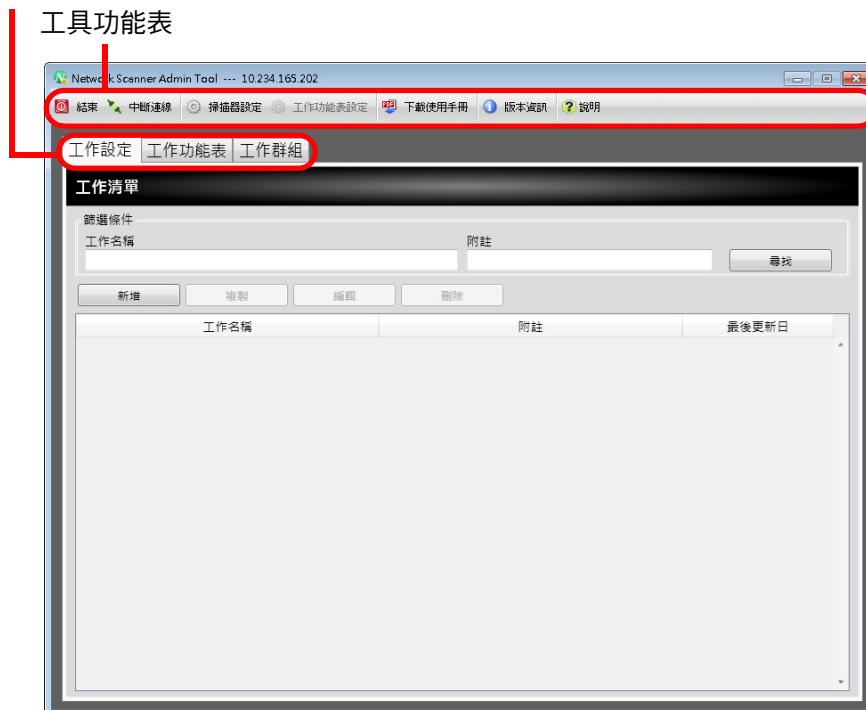 工具功能表
Network Scanner Admin Tool --- 10.234.165.202
結束 中斷連線 掃描器設定 工作功能表設定 下載使用手冊 版本資訊 說明
工作設定 工作功能表 工作群組
工作清單
篩選條件
工作名稱 附註
尋找
新增 複製 編輯 刪除
工作名稱 附註 最後更新日